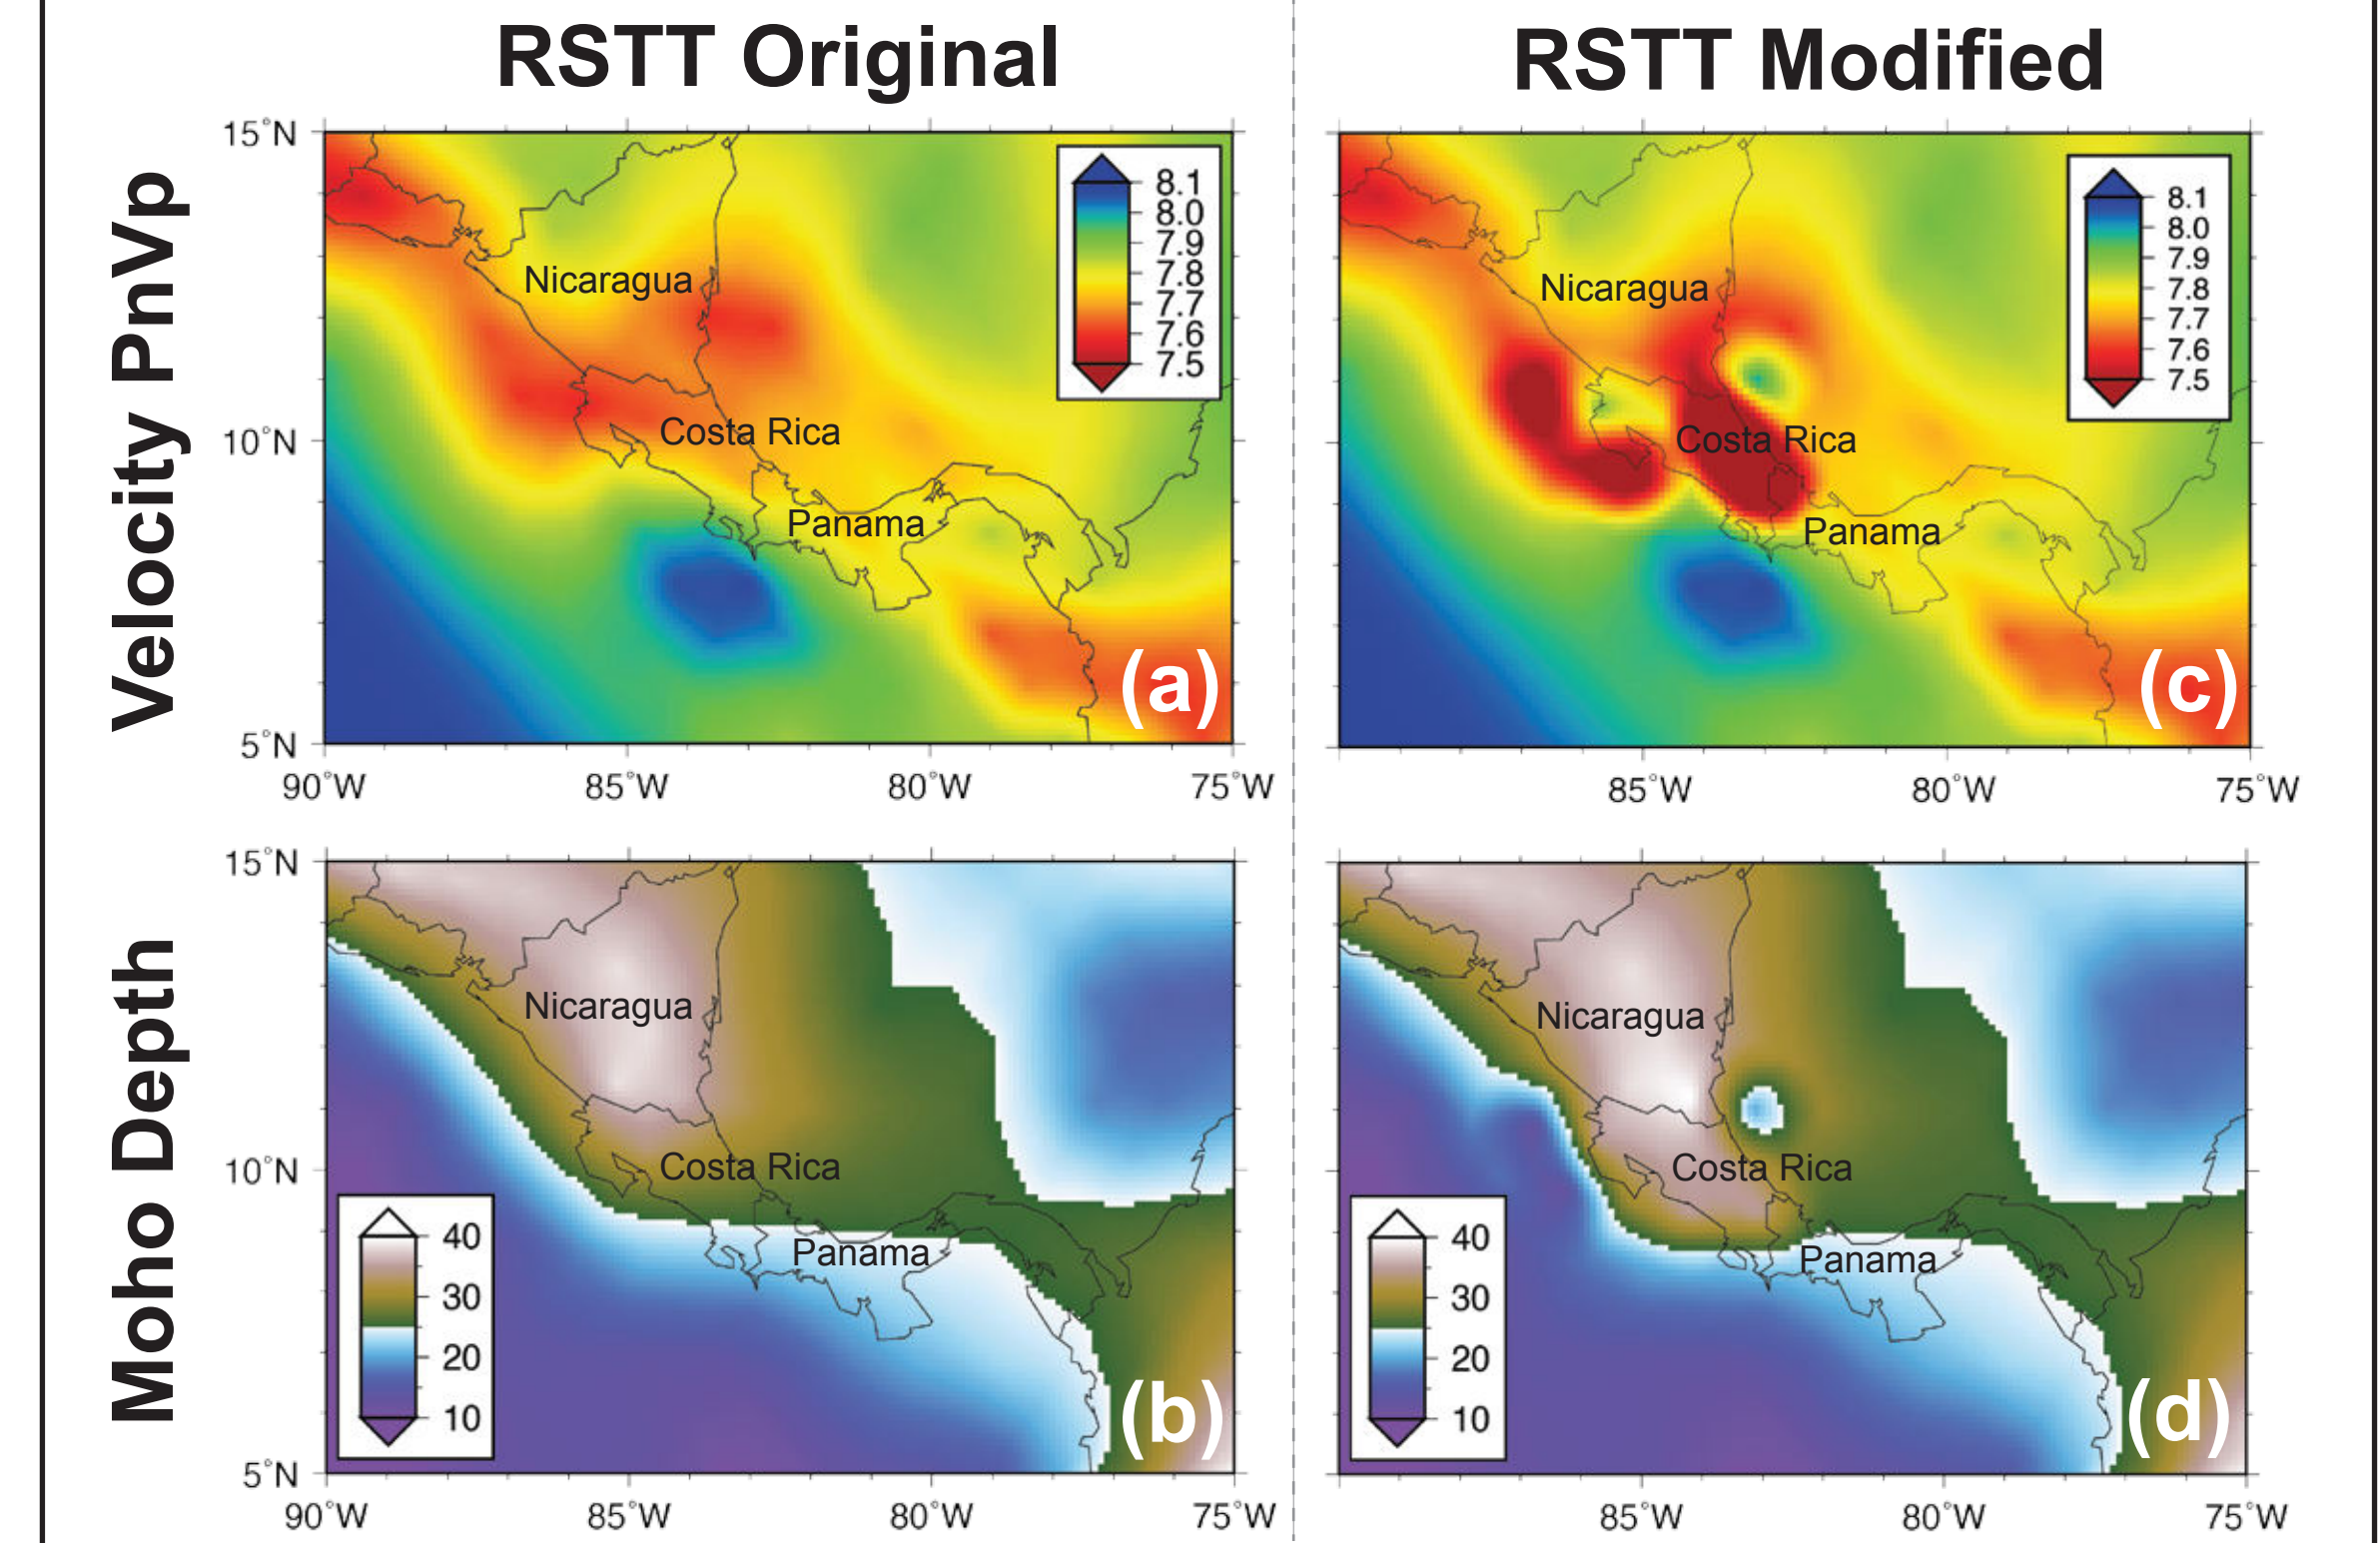 RSTT Original
RSTT Modified
Velocity PnVp
15°N
10°N
5°N
90°W
85°W
80°W
75°W
Nicaragua
Costa Rica
Panama
8.1
8.0
7.9
7.8
7.7
7.6
7.5
(a)
85°W
80°W
75°W
Nicaragua
Costa Rica
Panama
8.1
8.0
7.9
7.8
7.7
7.6
7.5
(c)
Moho Depth
15°N
10°N
5°N
90°W
85°W
80°W
75°W
Nicaragua
Costa Rica
Panama
40
30
20
10
(b)
85°W
80°W
75°W
Nicaragua
Costa Rica
Panama
40
30
20
10
(d)